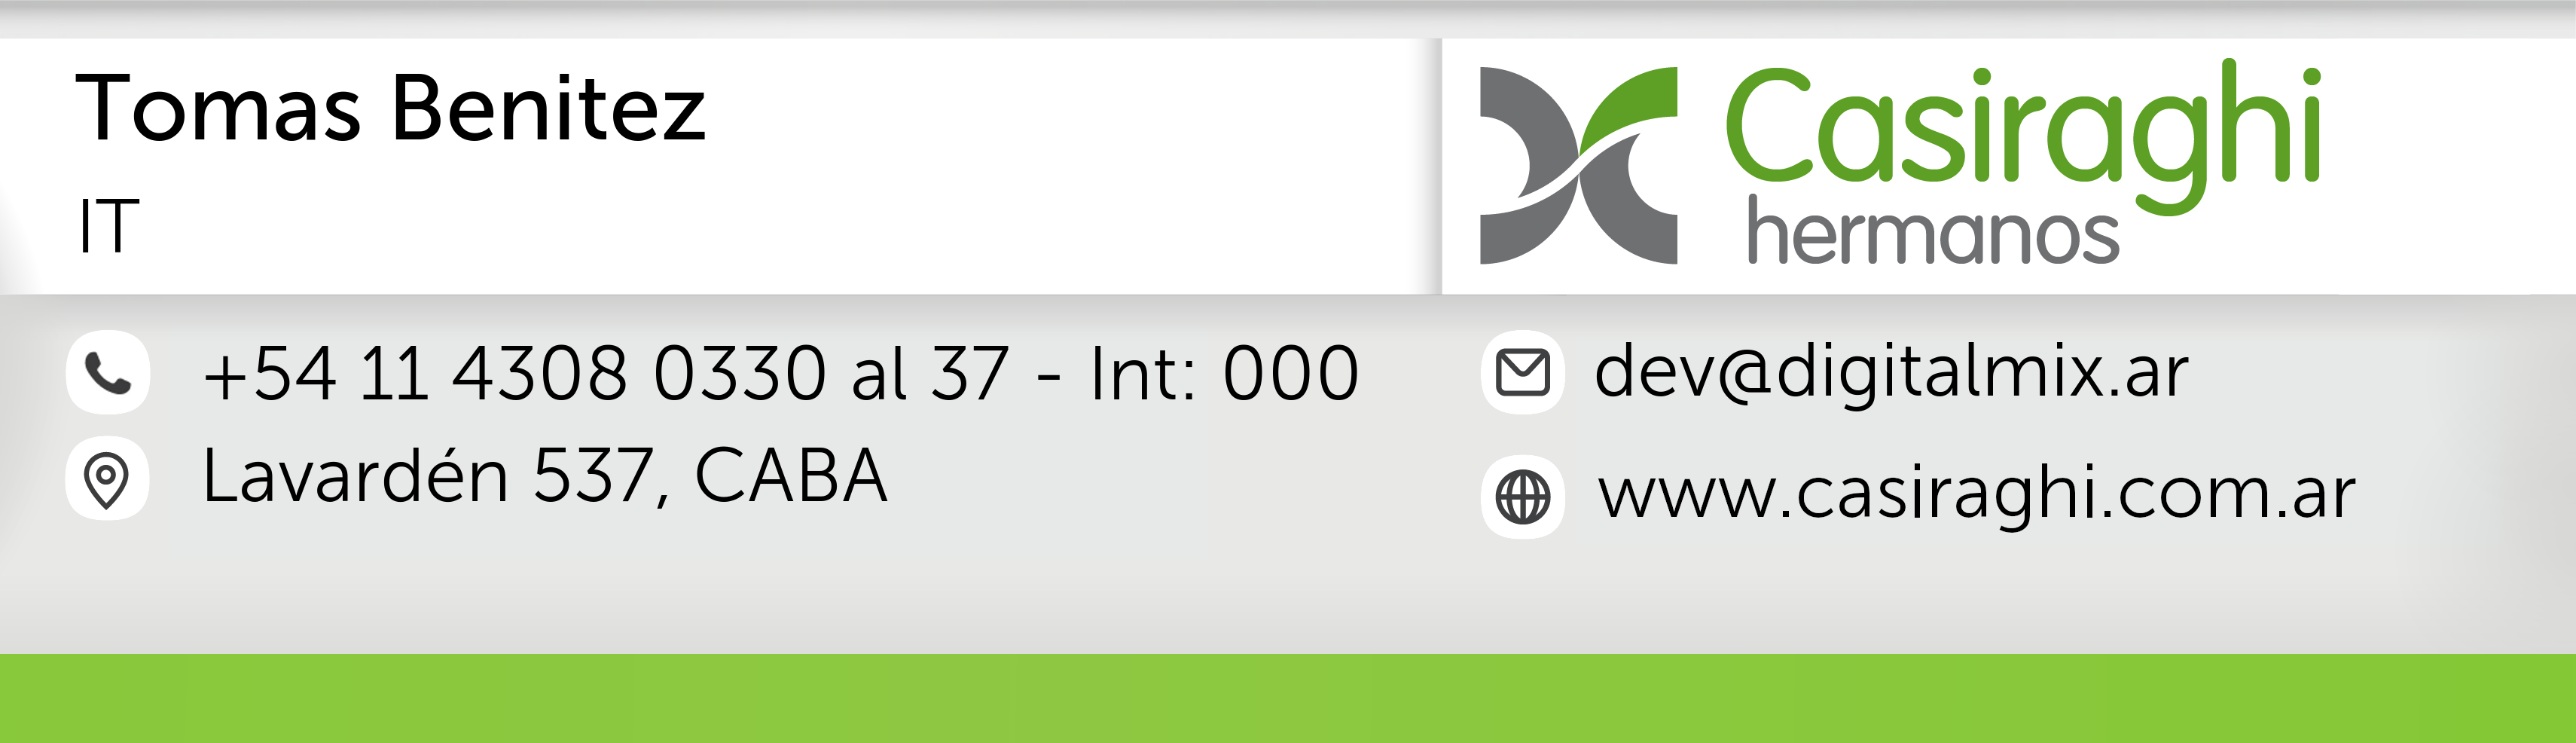 Tomas Benitez
IT
Casiraghi
hermanos
+54 11 4308 0330 al 37 - Int: 000
Lavardén 537, CABA
dev@digitalmix.ar
www.casiraghi.com.ar